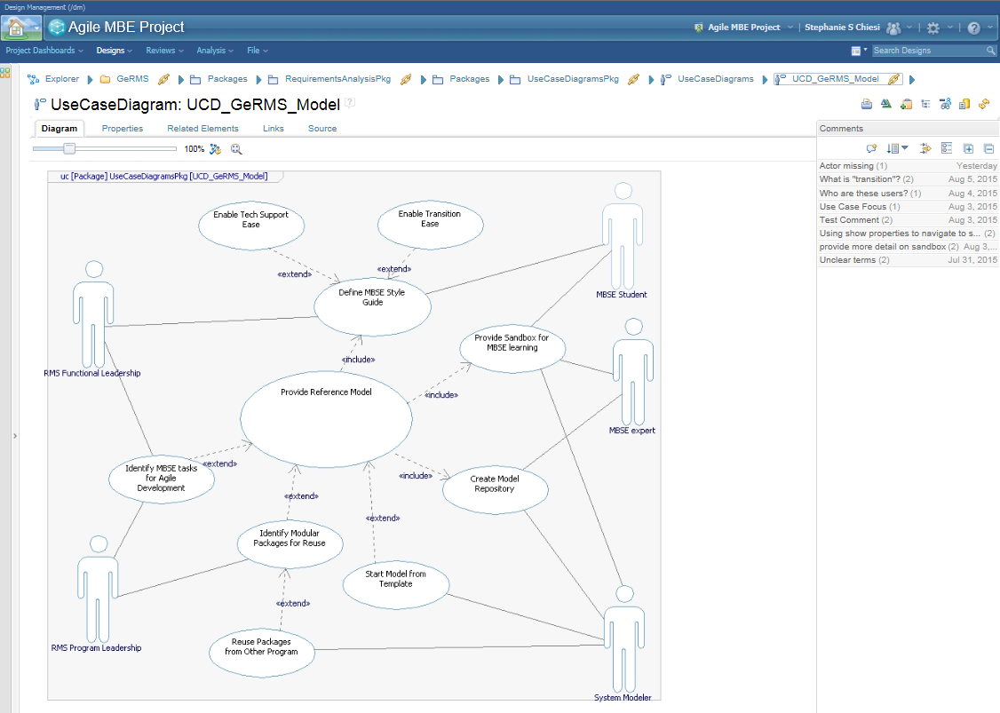 Design Management (/dm)
Agile MBE Project
Agile MBE Project
Stephanie S Chiesi
Project Dashboards Designs Reviews Analysis File
Search Designs
Explorer GeRMS Packages RequirementsAnalysisPkg Packages UseCaseDiagramsPkg UseCaseDiagrams UCD_GeRMS_Model
UseCaseDiagram: UCD_GeRMS_Model
Diagram Properties Related Elements Links Source
100%
uc [Package] UseCaseDiagramsPkg [UCD_GeRMS_Model]
Enable Tech Support
Ease
Enable Transition
Ease
«extend»
«extend»
Define MBSE Style
Guide
MBSE Student
RMS Functional Leadership
Provide Sandbox for
MBSE learning
«include»
Provide Reference Model
«include»
MBSE expert
Identify MBSE tasks
for Agile
Development
«extend»
«include»
Create Model
Repository
«extend»
«extend»
Identify Modular
Packages for Reuse
Start Model from
Template
«extend»
RMS Program Leadership
Reuse Packages
from Other Program
System Modeler
Comments
Actor missing (1) Yesterday
What is "transition"? (2) Aug 5, 2015
Who are these users? (1) Aug 4, 2015
Use Case Focus (1) Aug 3, 2015
Test Comment (2) Aug 3, 2015
Using show properties to navigate to s... (2)
provide more detail on sandbox (2) Aug 3,...
Unclear terms (2) Jul 31, 2015